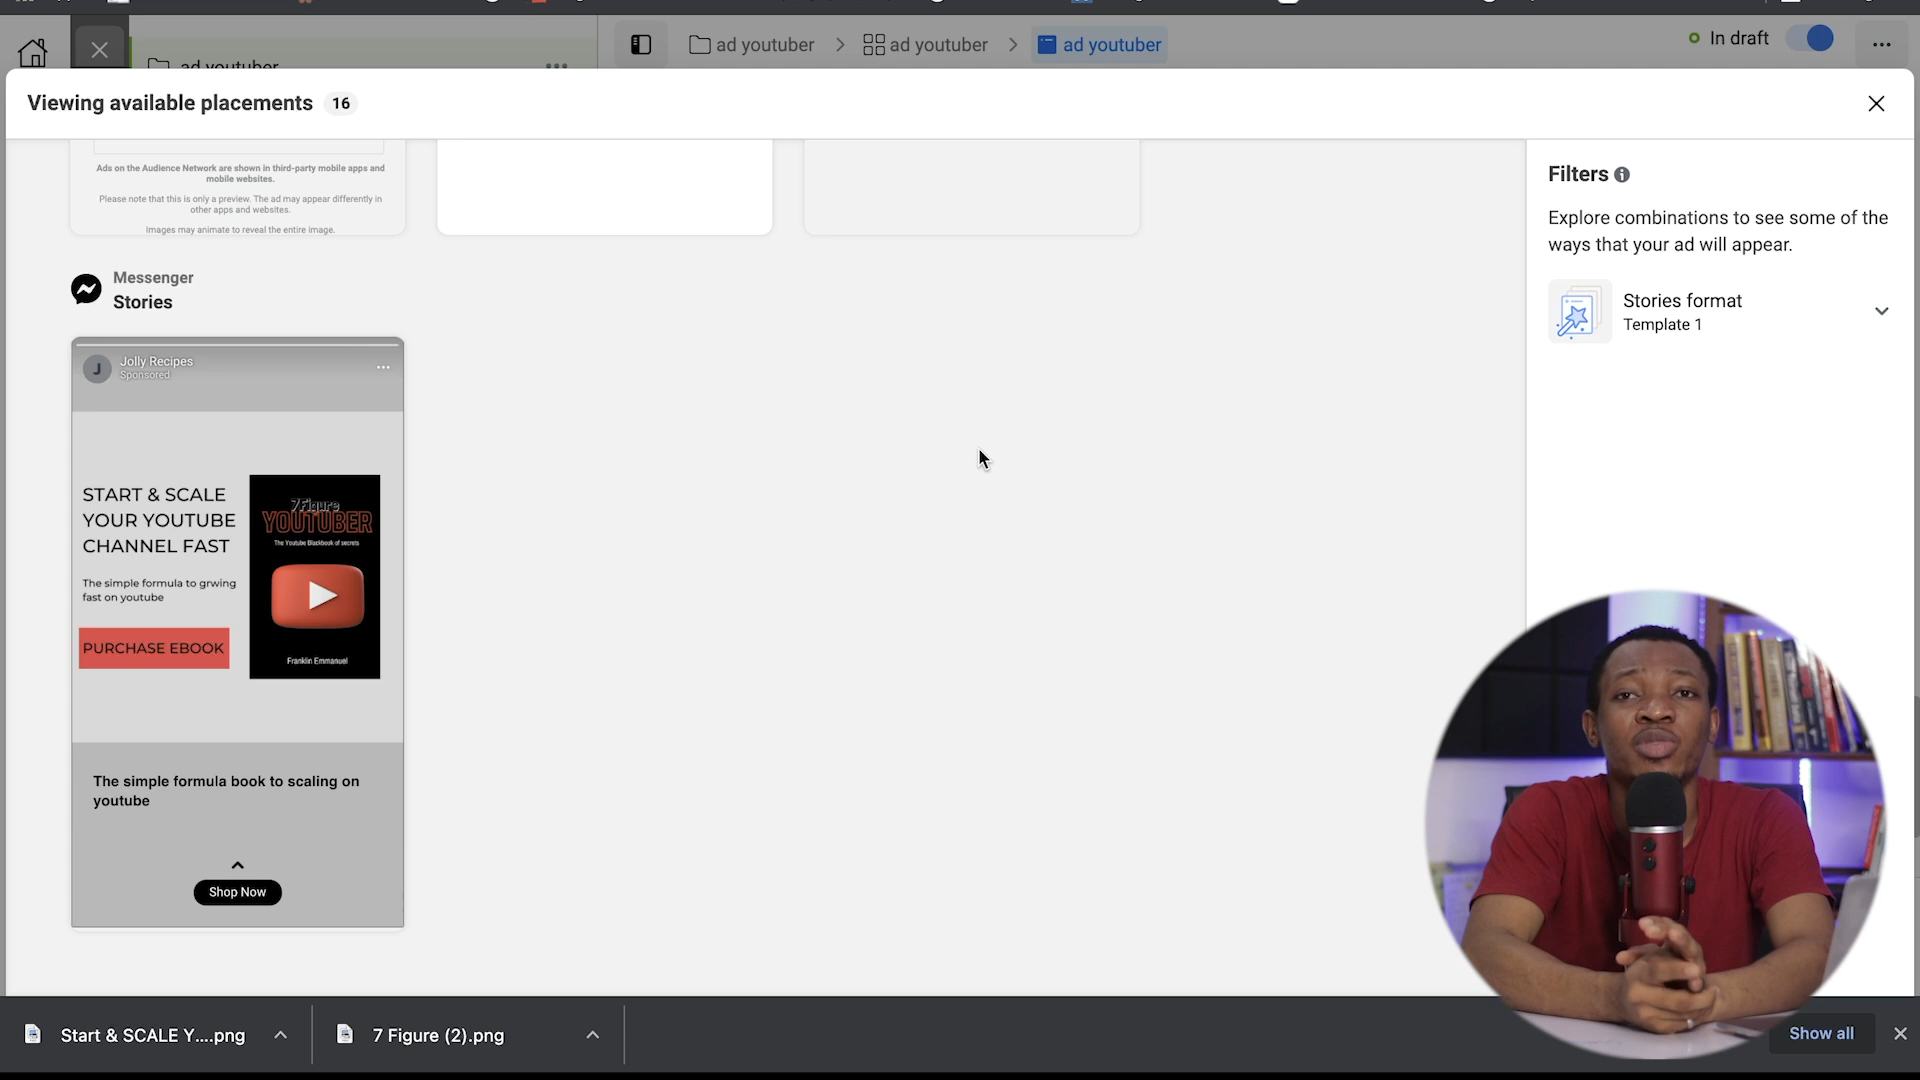 ad youtuber
ad youtuber
ad youtuber
ad youtuber
In draft
Viewing available placements 16
Ads on the Audience Network are shown in third-party mobile apps and
mobile websites.
Please note that this is only a preview. The ad may appear differently in
other apps and websites.
Images may animate to reveal the entire image.
Messenger
Stories
J
Jolly Recipes
Sponsored
START & SCALE
YOUR YOUTUBE
CHANNEL FAST
The simple formula to grwing
fast on youtube
PURCHASE EBOOK
7Figure
YOUTUBER
The Youtube Blackbook of secrets
Franklin Emmanuel
The simple formula book to scaling on
youtube
Shop Now
Filters
Explore combinations to see some of the
ways that your ad will appear.
Stories format
Template 1
Start & SCALE Y....png
7 Figure (2).png
Show all